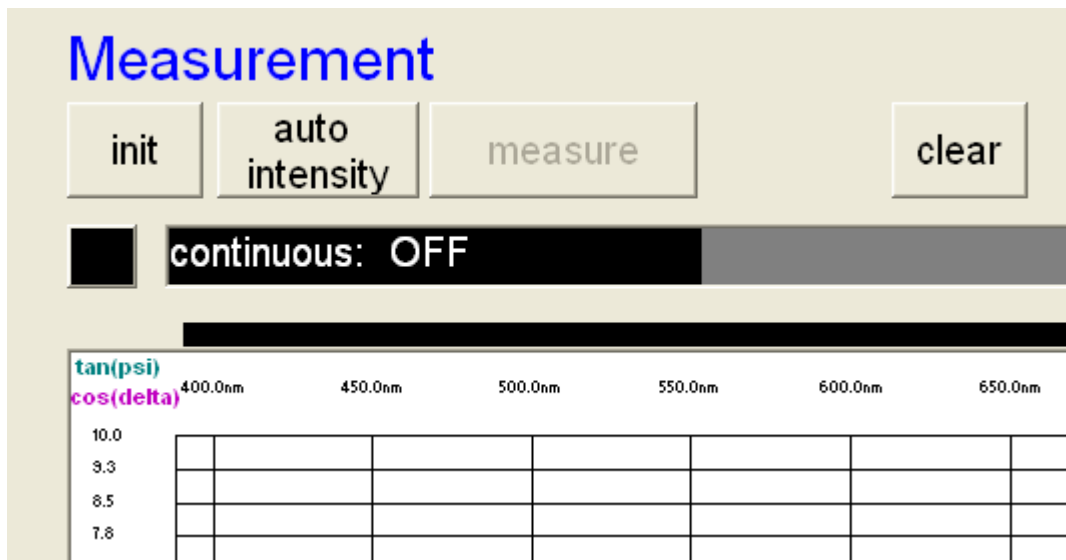 Measurement
init
auto
intensity
measure
clear
continuous: OFF
tan(psi)
cos(delta)
400.0nm 450.0nm 500.0nm 550.0nm 600.0nm 650.0nm
10.0
9.3
8.5
7.8